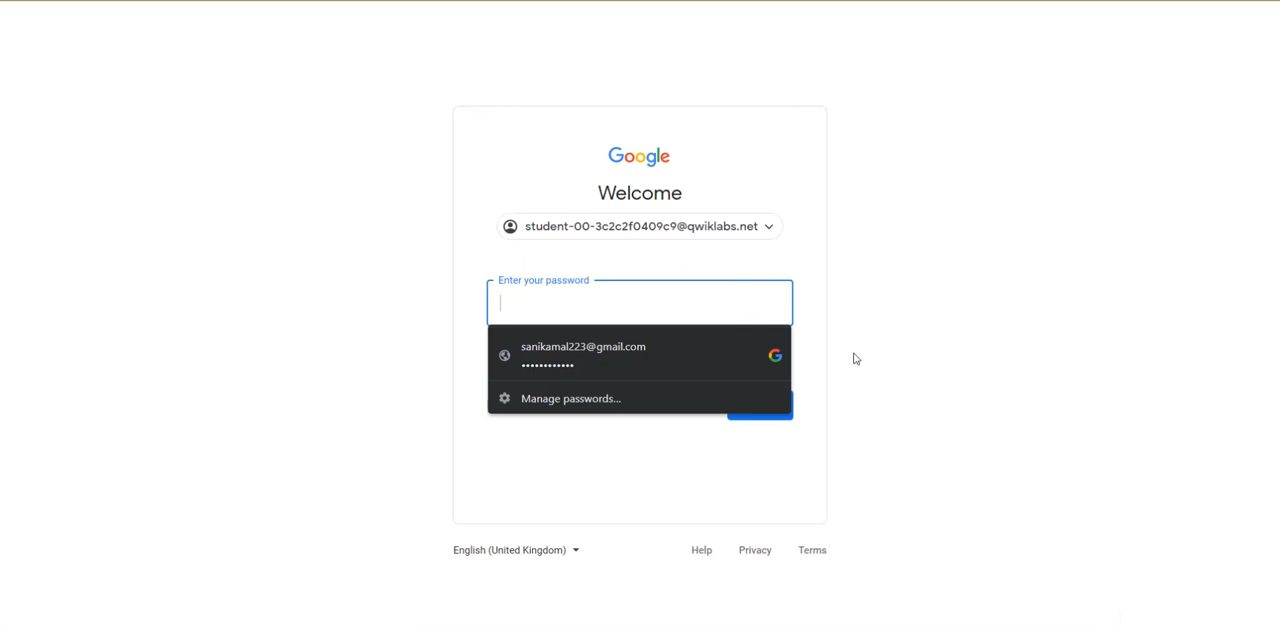 Google
Welcome
student-00-3c2c2f0409c9@qwiklabs.net
Enter your password
sanikamal223@gmail.com
••••••••••••
Manage passwords...
English (United Kingdom)
Help Privacy Terms